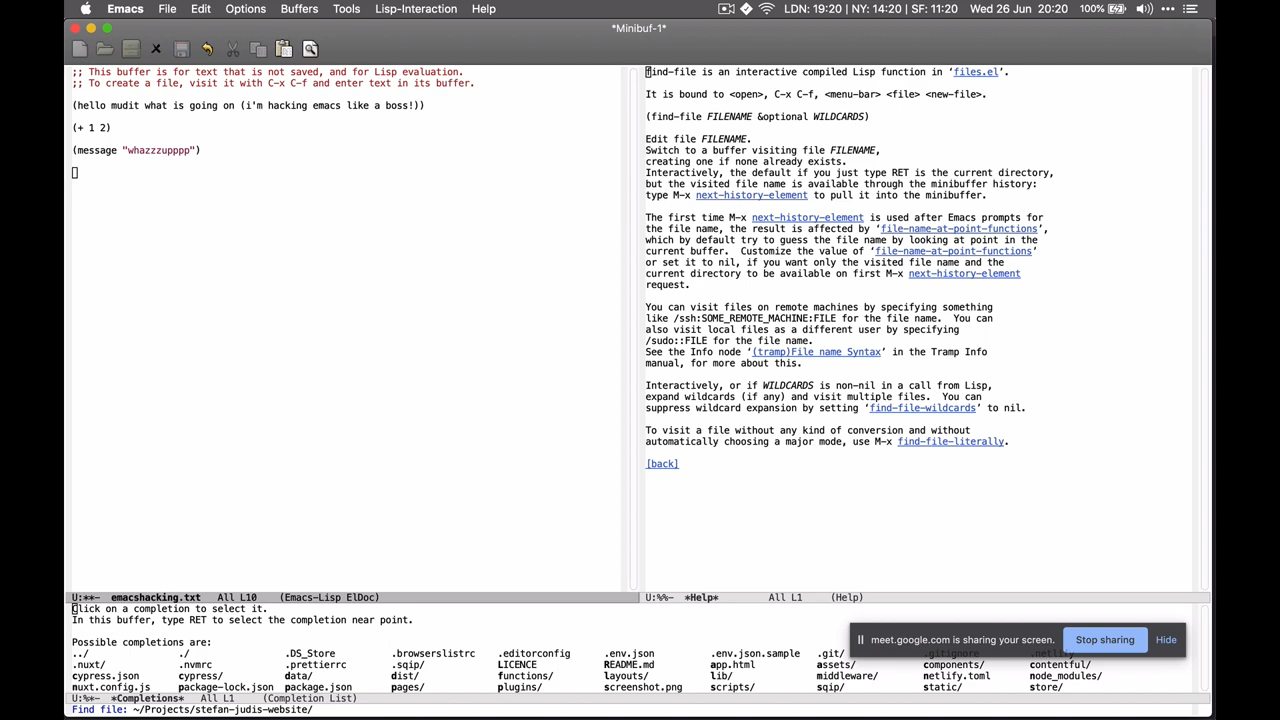 Emacs File Edit Options Buffers Tools Lisp-Interaction Help LDN: 19:20 | NY: 14:20 | SF: 11:20 Wed 26 Jun 20:20 100%
*Minibuf-1*
;; This buffer is for text that is not saved, and for Lisp evaluation.
;; To create a file, visit it with C-x C-f and enter text in its buffer.
(hello mudit what is going on (i'm hacking emacs like a boss!))
(+ 1 2)
(message "whazzzupppp")
find-file is an interactive compiled Lisp function in ‘files.el’.
It is bound to <open>, C-x C-f, <menu-bar> <file> <new-file>.
(find-file FILENAME &optional WILDCARDS)
Edit file FILENAME.
Switch to a buffer visiting file FILENAME,
creating one if none already exists.
Interactively, the default if you just type RET is the current directory,
but the visited file name is available through the minibuffer history:
type M-x next-history-element to pull it into the minibuffer.
The first time M-x next-history-element is used after Emacs prompts for
the file name, the result is affected by ‘file-name-at-point-functions’,
which by default try to guess the file name by looking at point in the
current buffer.  Customize the value of ‘file-name-at-point-functions’
or set it to nil, if you want only the visited file name and the
current directory to be available on first M-x next-history-element
request.
You can visit files on remote machines by specifying something
like /ssh:SOME_REMOTE_MACHINE:FILE for the file name.  You can
also visit local files as a different user by specifying
/sudo::FILE for the file name.
See the Info node ‘(tramp)File name Syntax’ in the Tramp Info
manual, for more about this.
Interactively, or if WILDCARDS is non-nil in a call from Lisp,
expand wildcards (if any) and visit multiple files.  You can
suppress wildcard expansion by setting ‘find-file-wildcards’ to nil.
To visit a file without any kind of conversion and without
automatically choosing a major mode, use M-x find-file-literally.
[back]
U:**- emacshacking.txt All L10 (Emacs-Lisp ElDoc)
U:%%- *Help* All L1 (Help)
Click on a completion to select it.
In this buffer, type RET to select the completion near point.
Possible completions are:
../ ./ .DS_Store .browserslistrc .editorconfig .env.json .env.json.sample .git/ .gitignore .netlify
.nuxt/ .nvmrc .prettierrc .sqip/ LICENCE README.md app.html assets/ components/ contentful/
cypress.json cypress/ data/ dist/ functions/ layouts/ lib/ middleware/ netlify.toml node_modules/
nuxt.config.js package-lock.json package.json pages/ plugins/ screenshot.png scripts/ sqip/ static/ store/
U:%*- *Completions* All L1 (Completion List)
Find file: ~/Projects/stefan-judis-website/
meet.google.com is sharing your screen. Stop sharing Hide